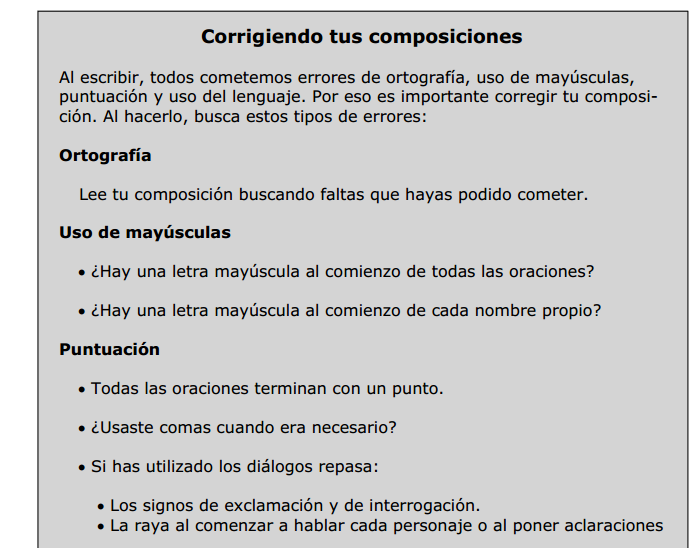 Corrigiendo tus composiciones
Al escribir, todos cometemos errores de ortografía, uso de mayúsculas,
puntuación y uso del lenguaje. Por eso es importante corregir tu composi-
ción. Al hacerlo, busca estos tipos de errores:
Ortografía
Lee tu composición buscando faltas que hayas podido cometer.
Uso de mayúsculas
• ¿Hay una letra mayúscula al comienzo de todas las oraciones?
• ¿Hay una letra mayúscula al comienzo de cada nombre propio?
Puntuación
• Todas las oraciones terminan con un punto.
• ¿Usaste comas cuando era necesario?
• Si has utilizado los diálogos repasa:
• Los signos de exclamación y de interrogación.
• La raya al comenzar a hablar cada personaje o al poner aclaraciones